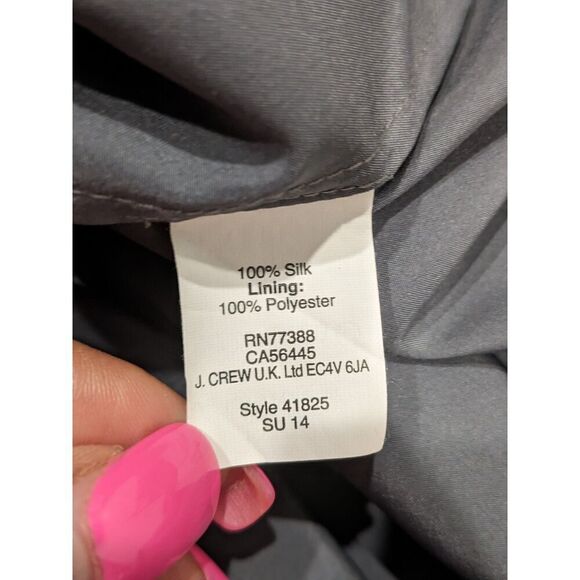 100% Silk
Lining:
100% Polyester
RN77388
CA56445
J. CREW U.K. Ltd EC4V 6JA
Style 41825
SU 14